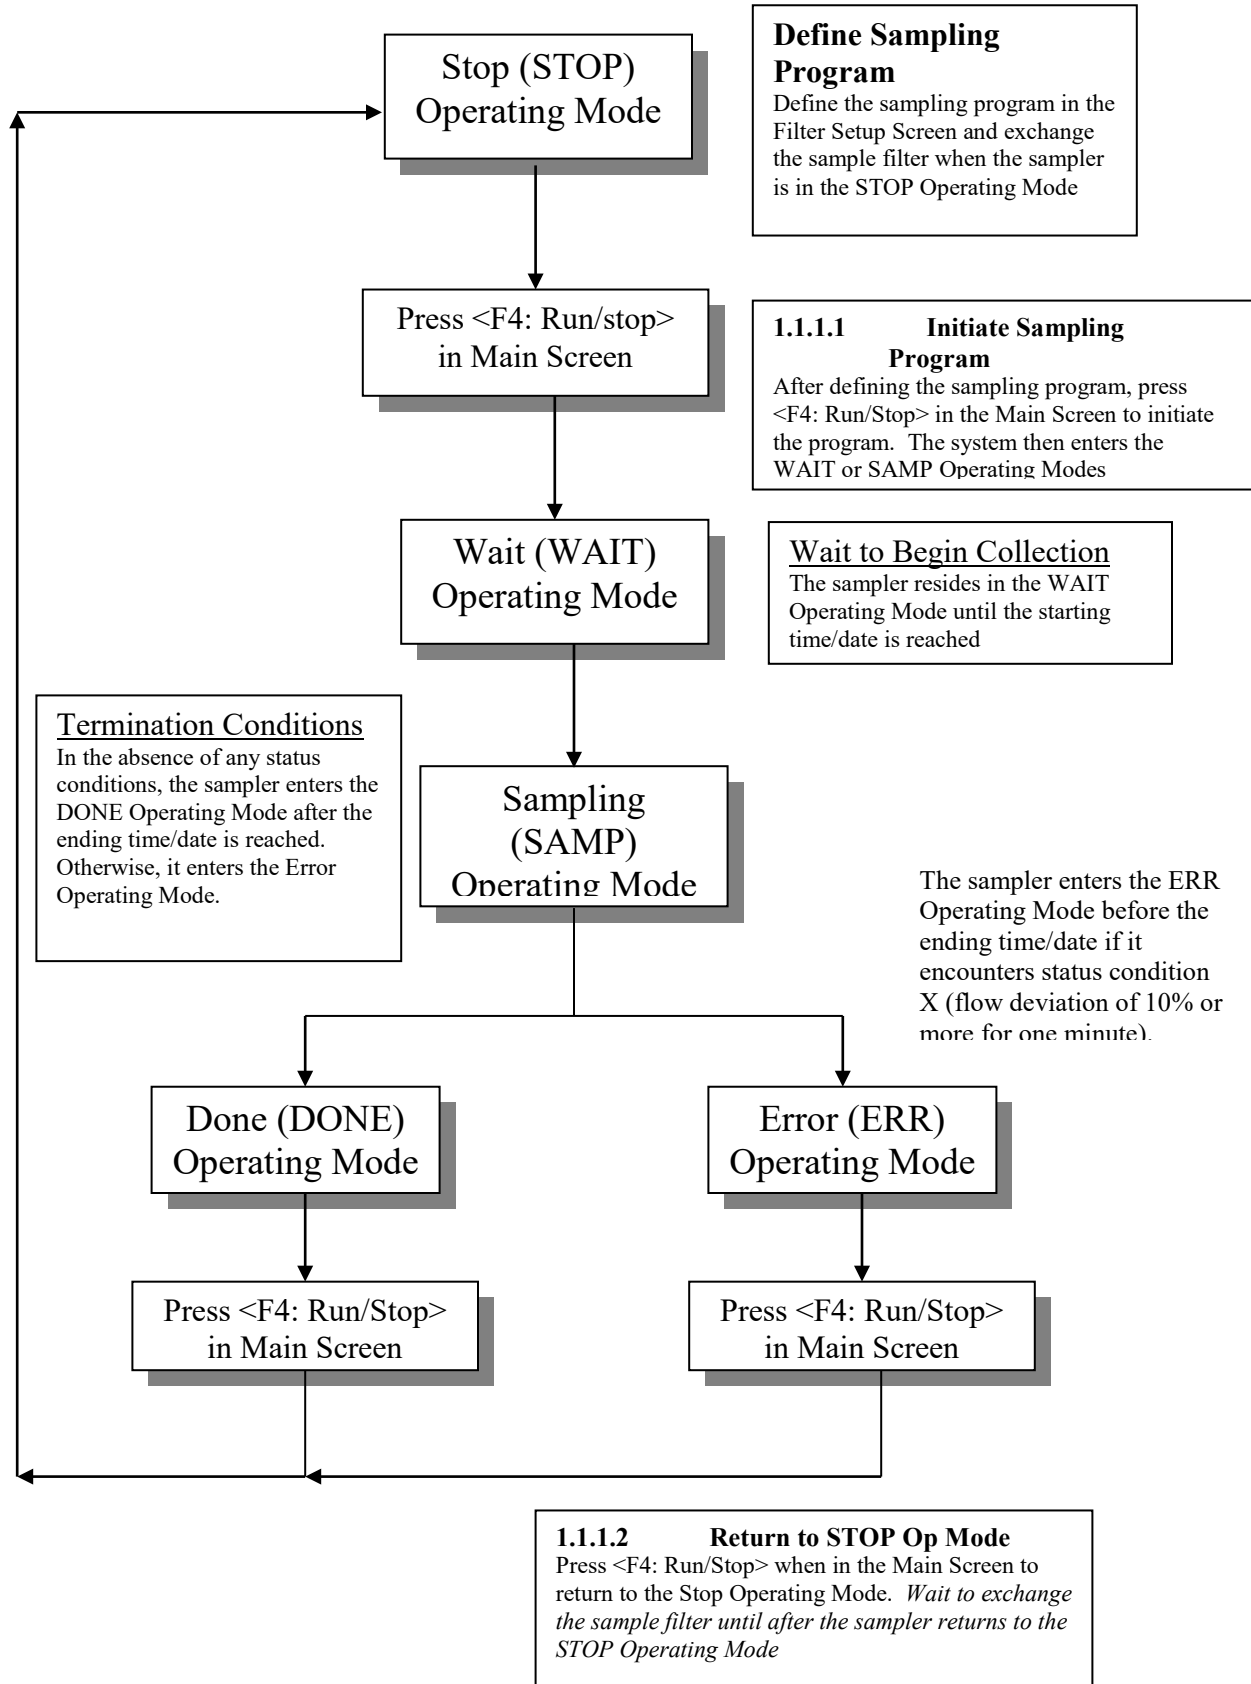 Stop (STOP)
Operating Mode
Define Sampling
Program
Define the sampling program in the
Filter Setup Screen and exchange
the sample filter when the sampler
is in the STOP Operating Mode
Press <F4: Run/stop>
in Main Screen
1.1.1.1 Initiate Sampling
Program
After defining the sampling program, press
<F4: Run/Stop> in the Main Screen to initiate
the program. The system then enters the
WAIT or SAMP Operating Modes
Wait (WAIT)
Operating Mode
Wait to Begin Collection
The sampler resides in the WAIT
Operating Mode until the starting
time/date is reached
Termination Conditions
In the absence of any status
conditions, the sampler enters the
DONE Operating Mode after the
ending time/date is reached.
Otherwise, it enters the Error
Operating Mode.
Sampling
(SAMP)
Operating Mode
The sampler enters the ERR
Operating Mode before the
ending time/date if it
encounters status condition
X (flow deviation of 10% or
more for one minute).
Done (DONE)
Operating Mode
Error (ERR)
Operating Mode
Press <F4: Run/Stop>
in Main Screen
Press <F4: Run/Stop>
in Main Screen
1.1.1.2 Return to STOP Op Mode
Press <F4: Run/Stop> when in the Main Screen to
return to the Stop Operating Mode. Wait to exchange
the sample filter until after the sampler returns to the
STOP Operating Mode